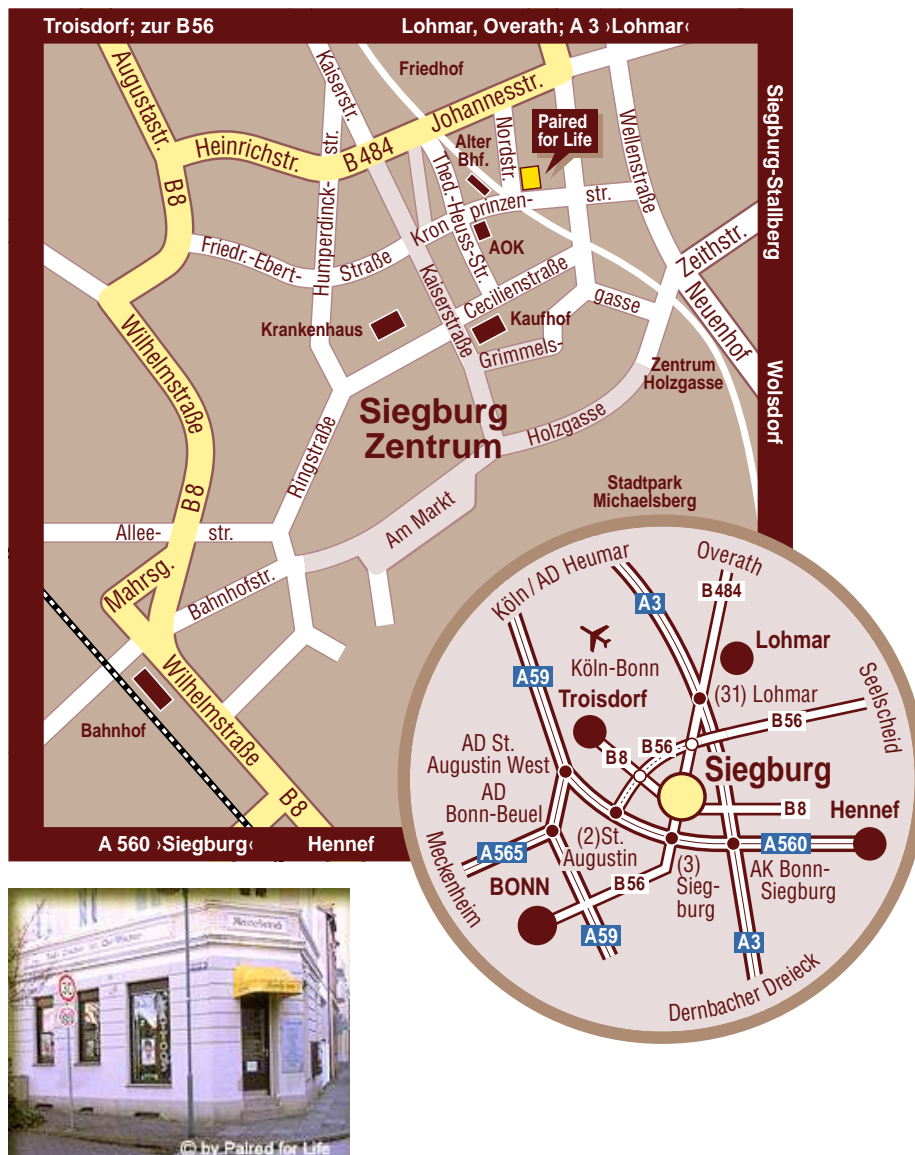 Troisdorf; zur B56
Lohmar, Overath; A 3 ›Lohmar‹
Siegburg-Stallberg
Wolsdorf
A 560 ›Siegburg‹
Hennef
Augustastr.
B8
Heinrichstr.
B484
Johannesstr.
Kaiserstr.
Friedhof
Alter
Bhf.
Nordstr.
Paired
for Life
Wellenstraße
Humperdinck-
str.
Thed.-Heuss-Str.
Kron
prinzen-
str.
AOK
Friedr.-Ebert-
Straße
Kaiserstraße
Cecilienstraße
Zeithstr.
Neuenhof
Krankenhaus
Kaufhof
Grimmels-
gasse
Wilhelmstraße
Zentrum
Holzgasse
Siegburg
Zentrum
Holzgasse
Ringstraße
Stadtpark
Michaelsberg
B8
Am Markt
Allee-
str.
Mahrsg.
Bahnhofstr.
Wilhelmstraße
Bahnhof
B8
Köln / AD Heumar
Overath
A3
B484
Köln-Bonn
Lohmar
A59
Troisdorf
(31) Lohmar
Seelscheid
B56
B56
B8
AD St.
Augustin West
Siegburg
AD
Bonn-Beuel
B8
Hennef
(2)St.
Augustin
A560
A565
Meckenheim
(3)
Sieg-
burg
AK Bonn-
Siegburg
BONN
B56
A59
A3
Dernbacher Dreieck
30
© by Paired for Life